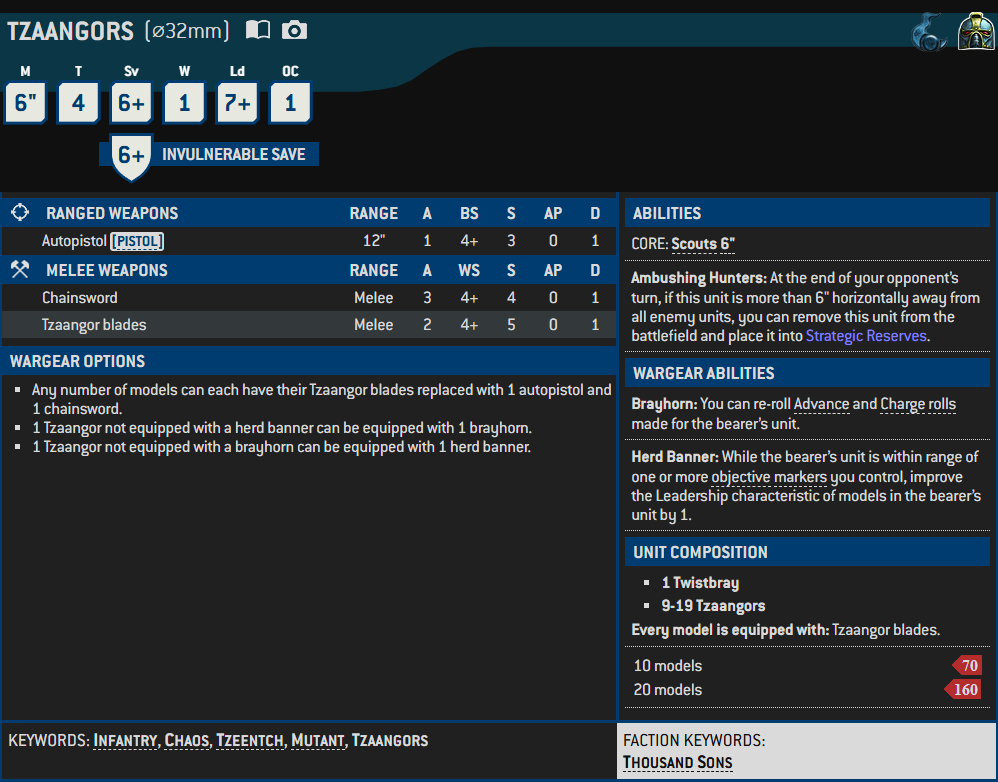 TZAANGORS (⌀32mm)
M T Sv W Ld OC
6" 4 6+ 1 7+ 1
6+ INVULNERABLE SAVE
RANGED WEAPONS RANGE A BS S AP D
Autopistol [PISTOL] 12" 1 4+ 3 0 1
MELEE WEAPONS RANGE A WS S AP D
Chainsword Melee 3 4+ 4 0 1
Tzaangor blades Melee 2 4+ 5 0 1
WARGEAR OPTIONS
▪ Any number of models can each have their Tzaangor blades replaced with 1 autopistol and
1 chainsword.
▪ 1 Tzaangor not equipped with a herd banner can be equipped with 1 brayhorn.
▪ 1 Tzaangor not equipped with a brayhorn can be equipped with 1 herd banner.
ABILITIES
CORE: Scouts 6"
Ambushing Hunters: At the end of your opponent's
turn, if this unit is more than 6" horizontally away from
all enemy units, you can remove this unit from the
battlefield and place it into Strategic Reserves.
WARGEAR ABILITIES
Brayhorn: You can re-roll Advance and Charge rolls
made for the bearer's unit.
Herd Banner: While the bearer's unit is within range of
one or more objective markers you control, improve
the Leadership characteristic of models in the bearer's
unit by 1.
UNIT COMPOSITION
▪ 1 Twistbray
▪ 9-19 Tzaangors
Every model is equipped with: Tzaangor blades.
10 models 70
20 models 160
KEYWORDS: INFANTRY, CHAOS, TZEENTCH, MUTANT, TZAANGORS
FACTION KEYWORDS:
THOUSAND SONS